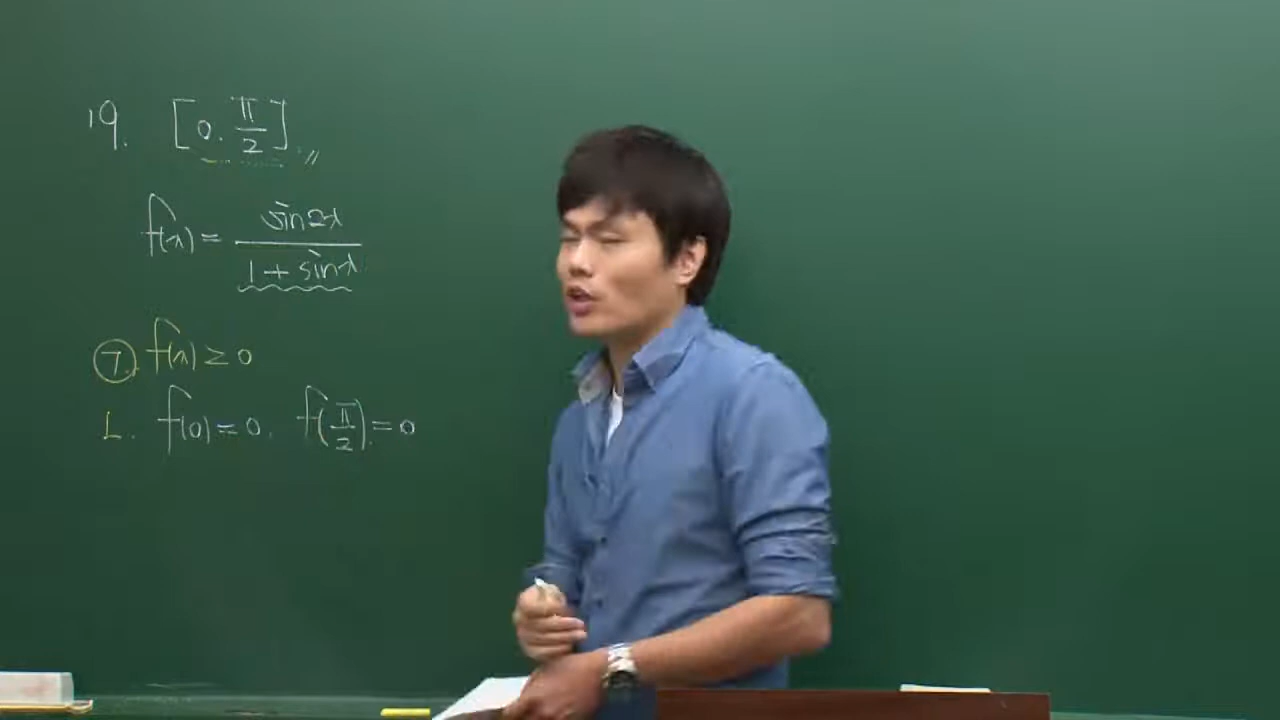 19. [0. π/2]
f(x) = sin2x / 1 + sinx
ㄱ. f(x) ≥ 0
ㄴ. f(0) = 0. f(π/2) = 0